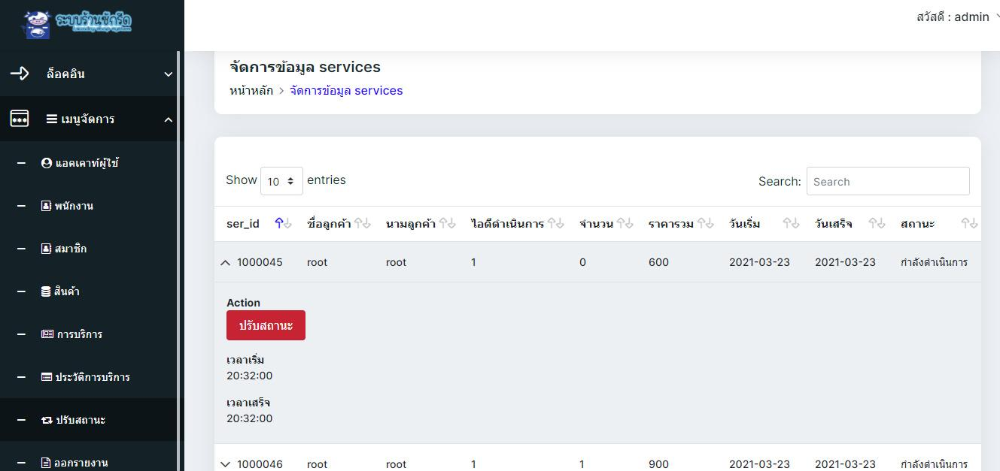 ระบบร้านซักรีด
สวัสดี : admin
ล็อคอิน
เมนูจัดการ
แอคเคาท์ผู้ใช้
พนักงาน
สมาชิก
สินค้า
การบริการ
ประวัติการบริการ
ปรับสถานะ
ออกรายงาน
จัดการข้อมูล services
หน้าหลัก > จัดการข้อมูล services
Show 10 entries
Search: Search
ser_id ชื่อลูกค้า นามลูกค้า ไอดีดำเนินการ จำนวน ราคารวม วันเริ่ม วันเสร็จ สถานะ
1000045 root root 1 0 600 2021-03-23 2021-03-23 กำลังดำเนินการ
Action
ปรับสถานะ
เวลาเริ่ม
20:32:00
เวลาเสร็จ
20:32:00
1000046 root root 1 1 900 2021-03-23 2021-03-23 กำลังดำเนินการ